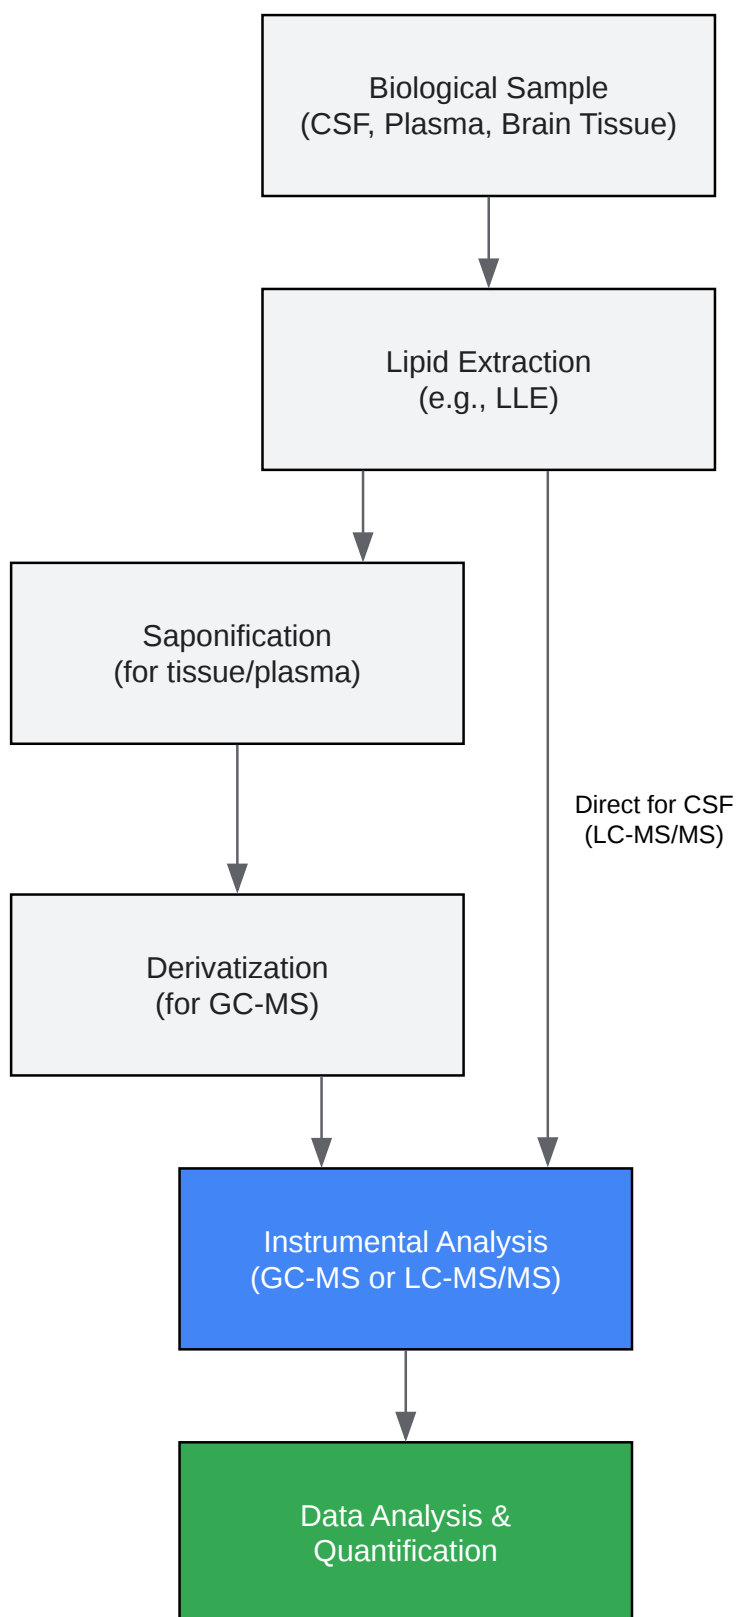 Biological Sample
(CSF, Plasma, Brain Tissue)
Lipid Extraction
(e.g., LLE)
Saponification
(for tissue/plasma)
Direct for CSF
(LC-MS/MS)
Derivatization
(for GC-MS)
Instrumental Analysis
(GC-MS or LC-MS/MS)
Data Analysis &
Quantification